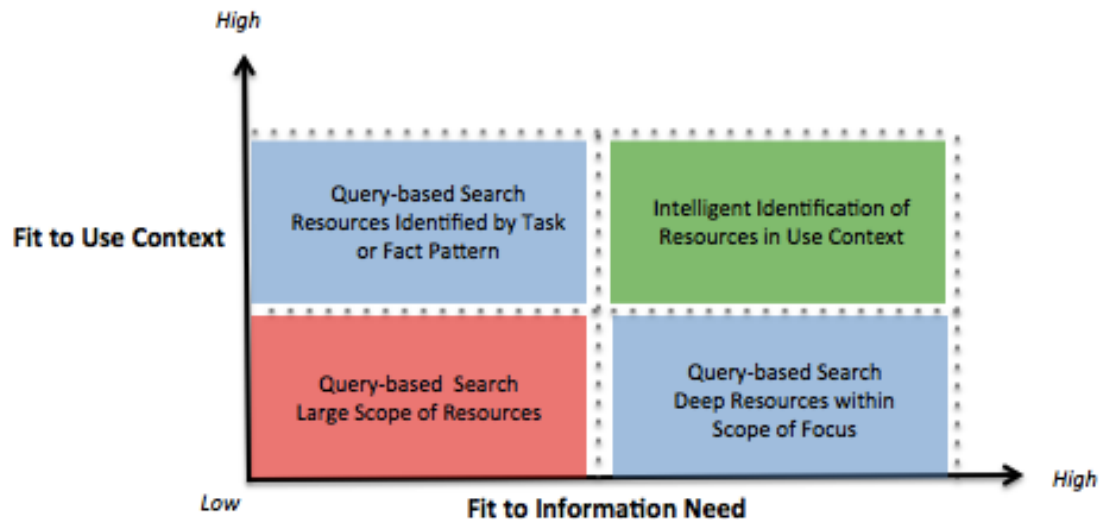 High
Query-based Search
Resources Identified by Task
or Fact Pattern
Intelligent Identification of
Resources in Use Context
Fit to Use Context
Query-based Search
Large Scope of Resources
Query-based Search
Deep Resources within
Scope of Focus
Low
Fit to Information Need
High